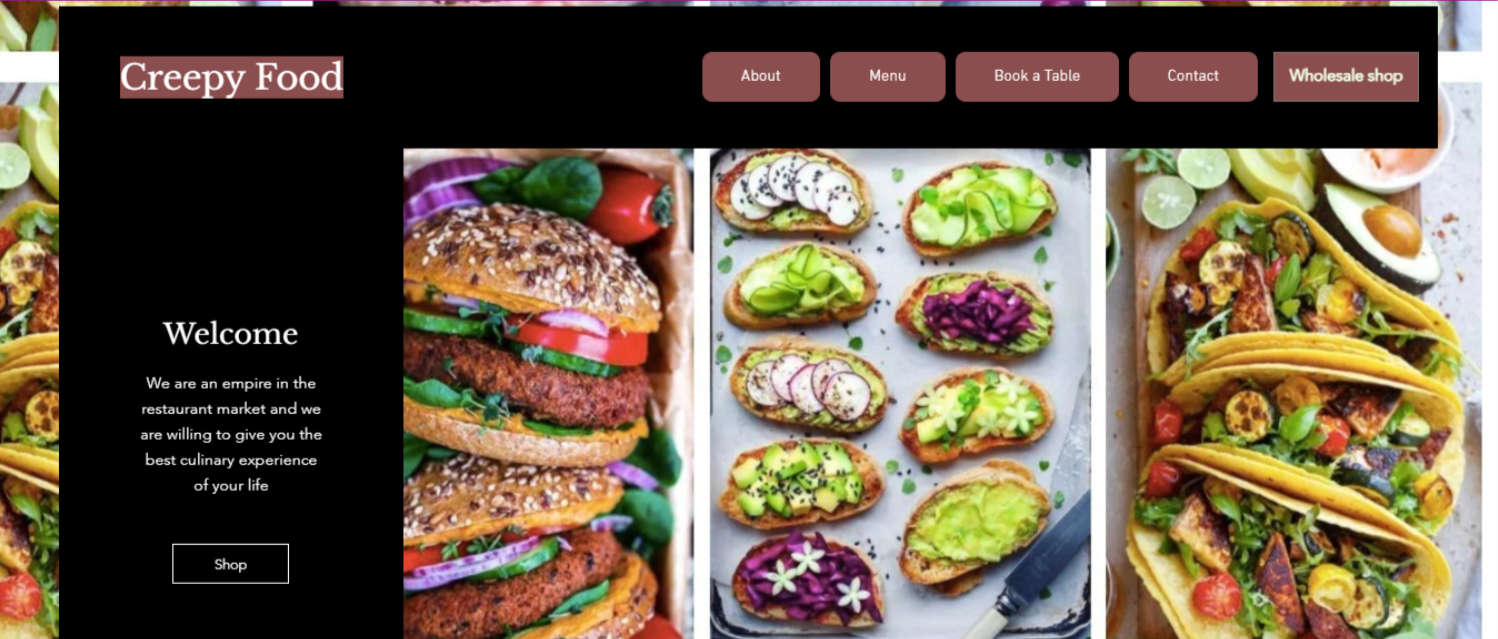 Creepy Food
About
Menu
Book a Table
Contact
Wholesale shop
Welcome
We are an empire in the
restaurant market and we
are willing to give you the
best culinary experience
of your life
Shop